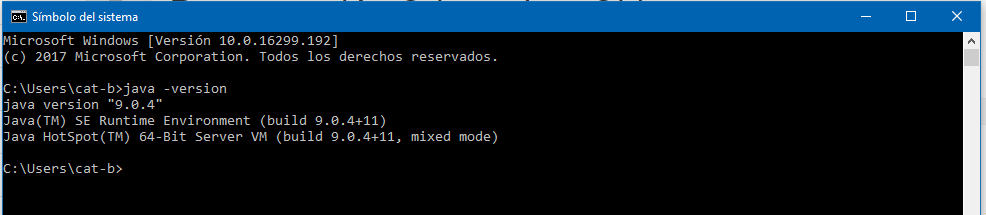 Símbolo del sistema
Microsoft Windows [Versión 10.0.16299.192]
(c) 2017 Microsoft Corporation. Todos los derechos reservados.
C:\Users\cat-b>java -version
java version "9.0.4"
Java(TM) SE Runtime Environment (build 9.0.4+11)
Java HotSpot(TM) 64-Bit Server VM (build 9.0.4+11, mixed mode)
C:\Users\cat-b>